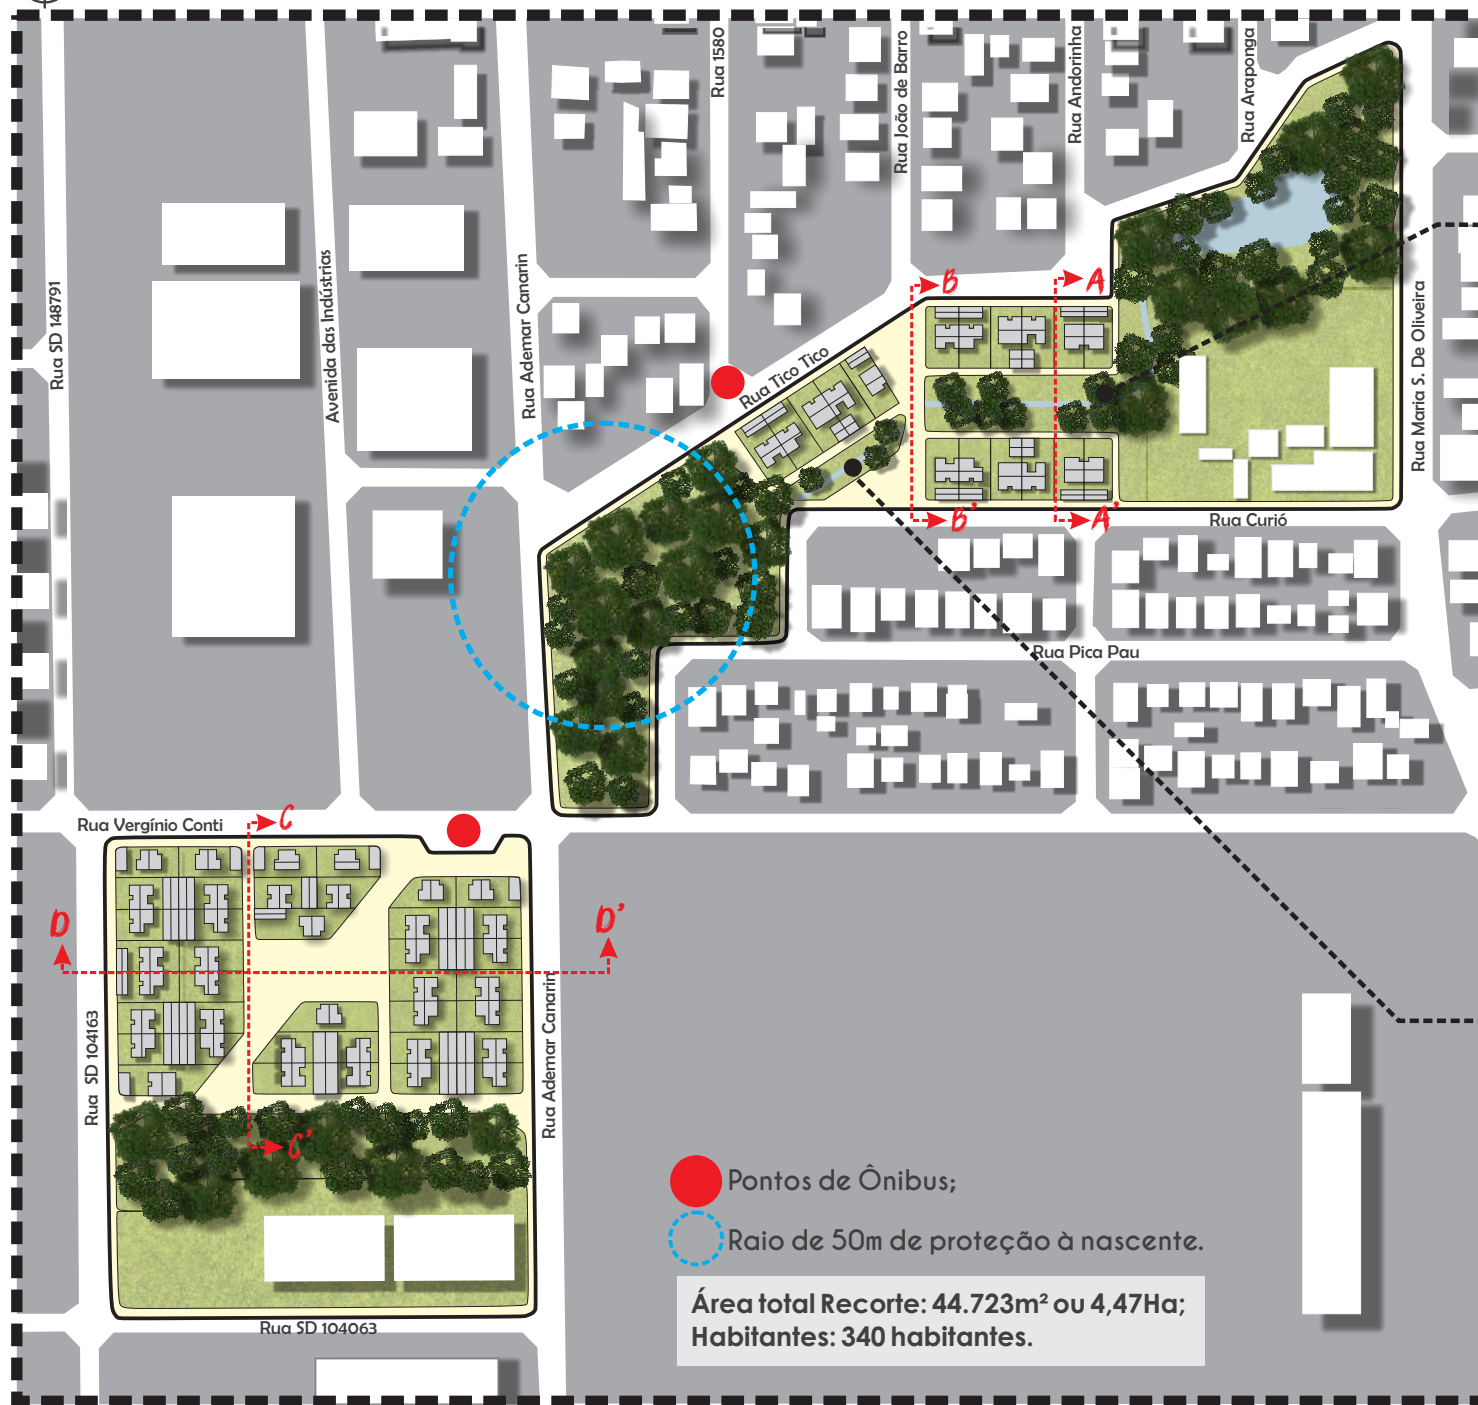 Rua 1580
Rua João de Barro
Rua Andorinha
Rua Araponga
Rua SD 148791
Avenida das Indústrias
Rua Ademar Canarin
Rua Tico Tico
B
A
Rua Maria S. De Oliveira
B'
A'
Rua Curió
Rua Pica Pau
Rua Vergínio Conti
C
D
D'
Rua SD 104163
Rua Ademar Canarin
C'
Pontos de Ônibus;
Raio de 50m de proteção à nascente.
Área total Recorte: 44.723m² ou 4,47Ha;
Habitantes: 340 habitantes.
Rua SD 104063